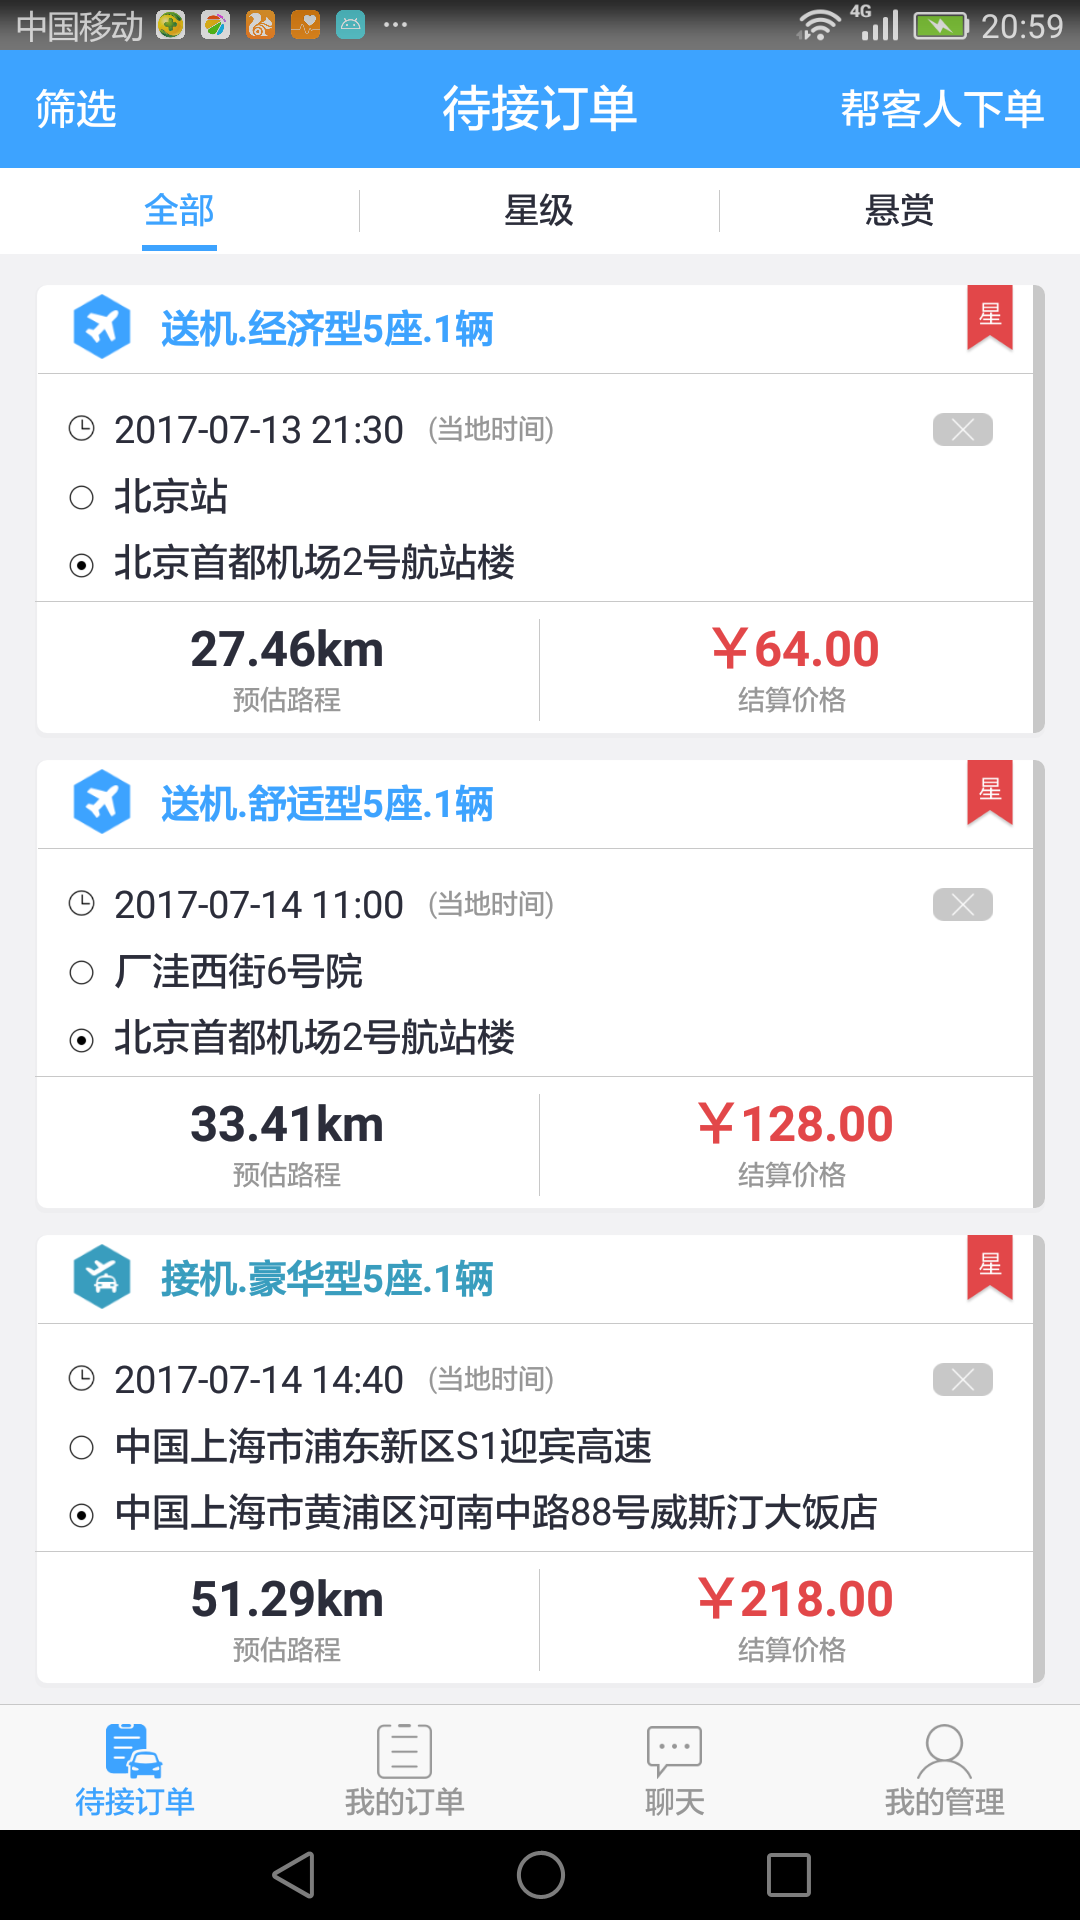 中国移动 4G 20:59
筛选 待接订单 帮客人下单
全部 星级 悬赏
送机.经济型5座.1辆 星
2017-07-13 21:30 (当地时间)
北京站
北京首都机场2号航站楼
27.46km ￥64.00
预估路程 结算价格
送机.舒适型5座.1辆 星
2017-07-14 11:00 (当地时间)
厂洼西街6号院
北京首都机场2号航站楼
33.41km ￥128.00
预估路程 结算价格
接机.豪华型5座.1辆 星
2017-07-14 14:40 (当地时间)
中国上海市浦东新区S1迎宾高速
中国上海市黄浦区河南中路88号威斯汀大饭店
51.29km ￥218.00
预估路程 结算价格
待接订单 我的订单 聊天 我的管理